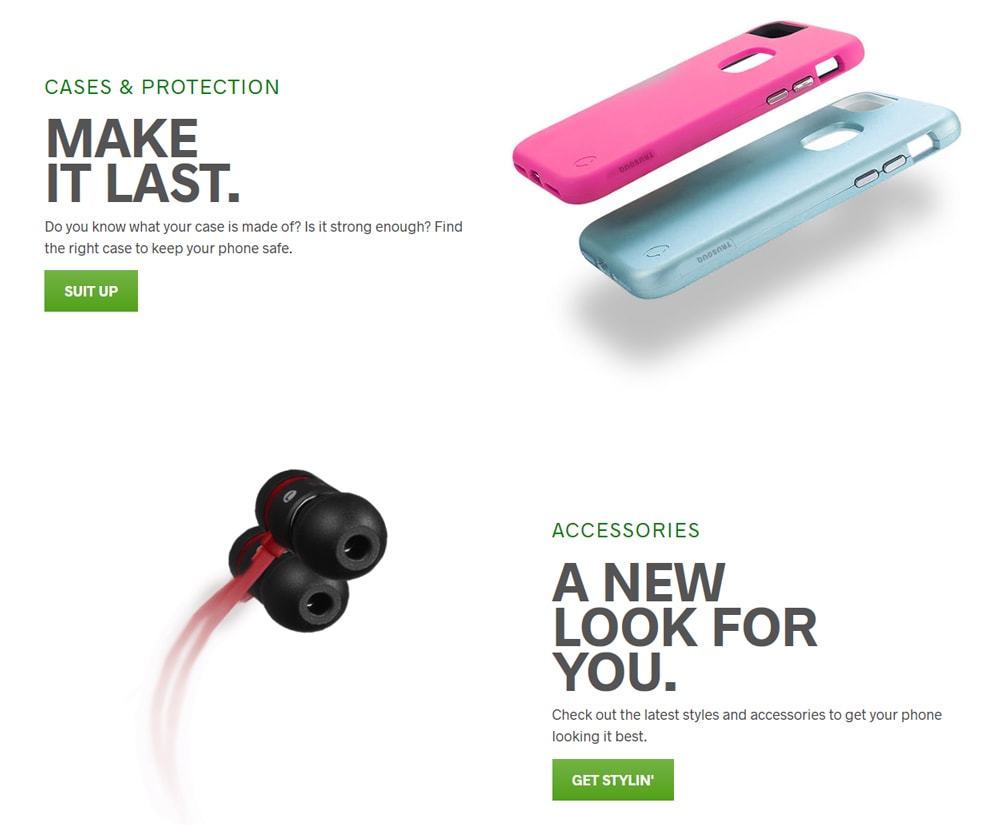 CASES & PROTECTION
MAKE
IT LAST.
Do you know what your case is made of? Is it strong enough? Find
the right case to keep your phone safe.
SUIT UP
TRUSOUD
TRUSOUD
ACCESSORIES
A NEW
LOOK FOR
YOU.
Check out the latest styles and accessories to get your phone
looking it best.
GET STYLIN'